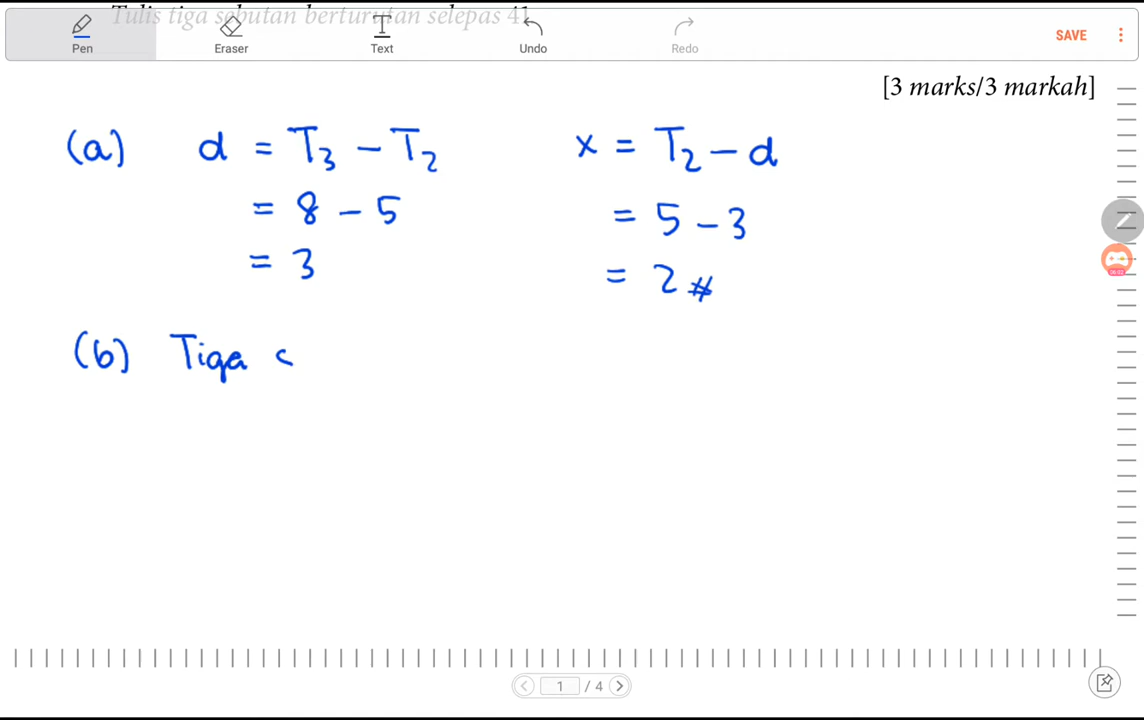 Tulis tiga sebutan berturutan selepas 41.
Pen Eraser Text Undo Redo SAVE
[3 marks/3 markah]
(a) d = T₃ - T₂ x = T₂ - d
= 8 - 5 = 5 - 3
= 3 = 2 #
(b) Tiga
1 / 4